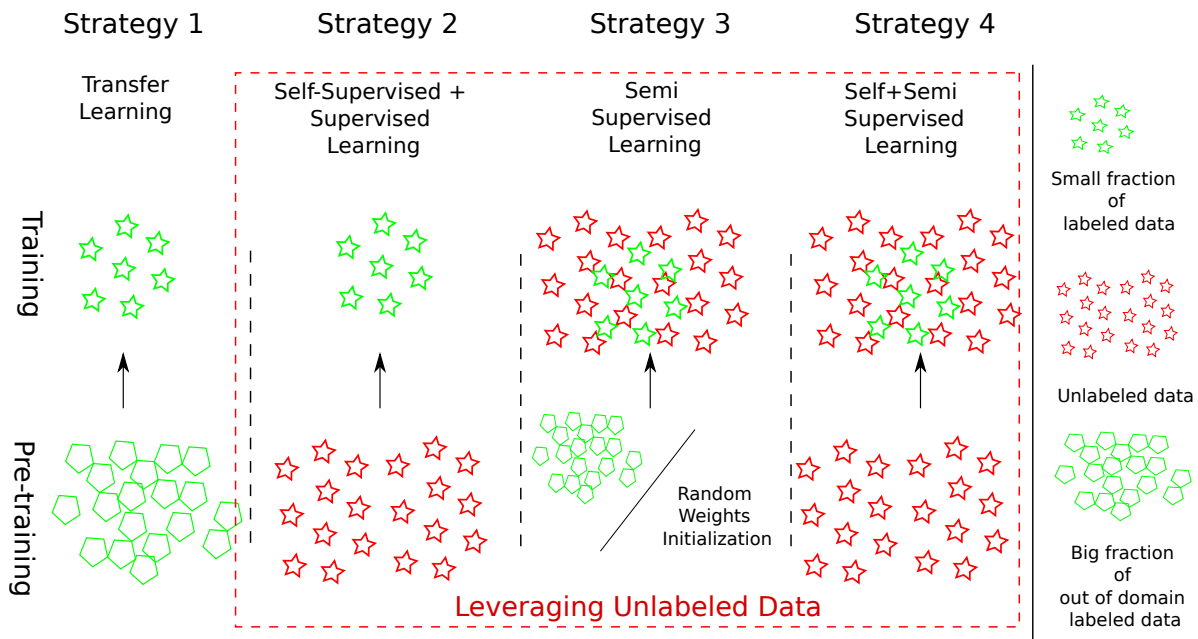 Strategy 1
Strategy 2
Strategy 3
Strategy 4
Transfer
Learning
Self-Supervised +
Supervised
Learning
Semi
Supervised
Learning
Self+Semi
Supervised
Learning
Training
Pre-training
Random
Weights
Initialization
Leveraging Unlabeled Data
Small fraction
of
labeled data
Unlabeled data
Big fraction
of
out of domain
labeled data